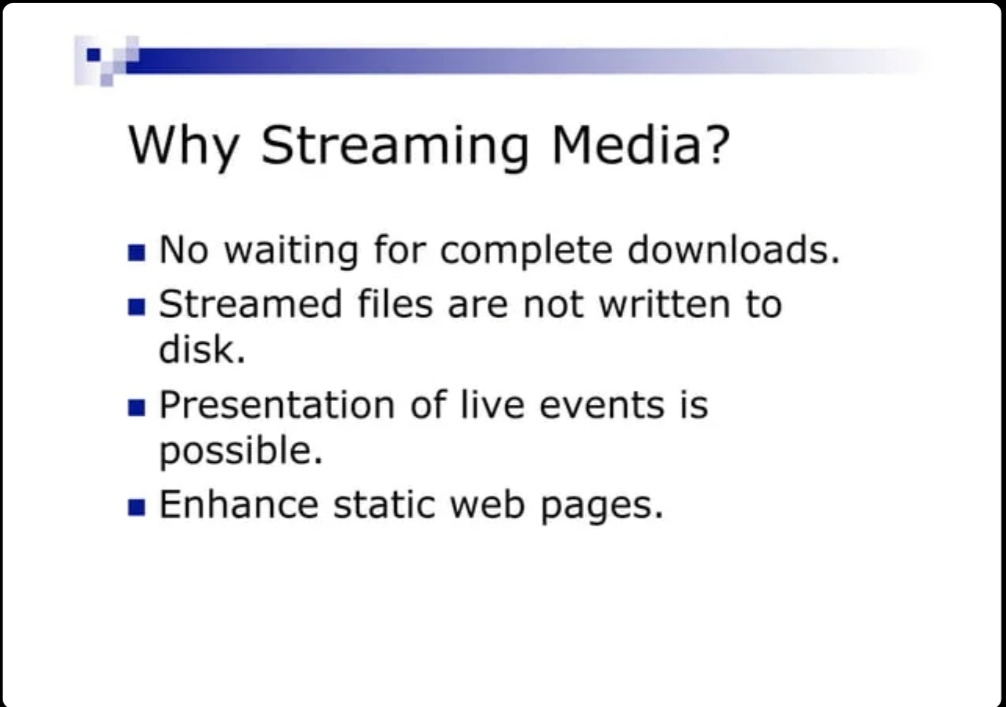 Why Streaming Media?
No waiting for complete downloads.
Streamed files are not written to
disk.
Presentation of live events is
possible.
Enhance static web pages.